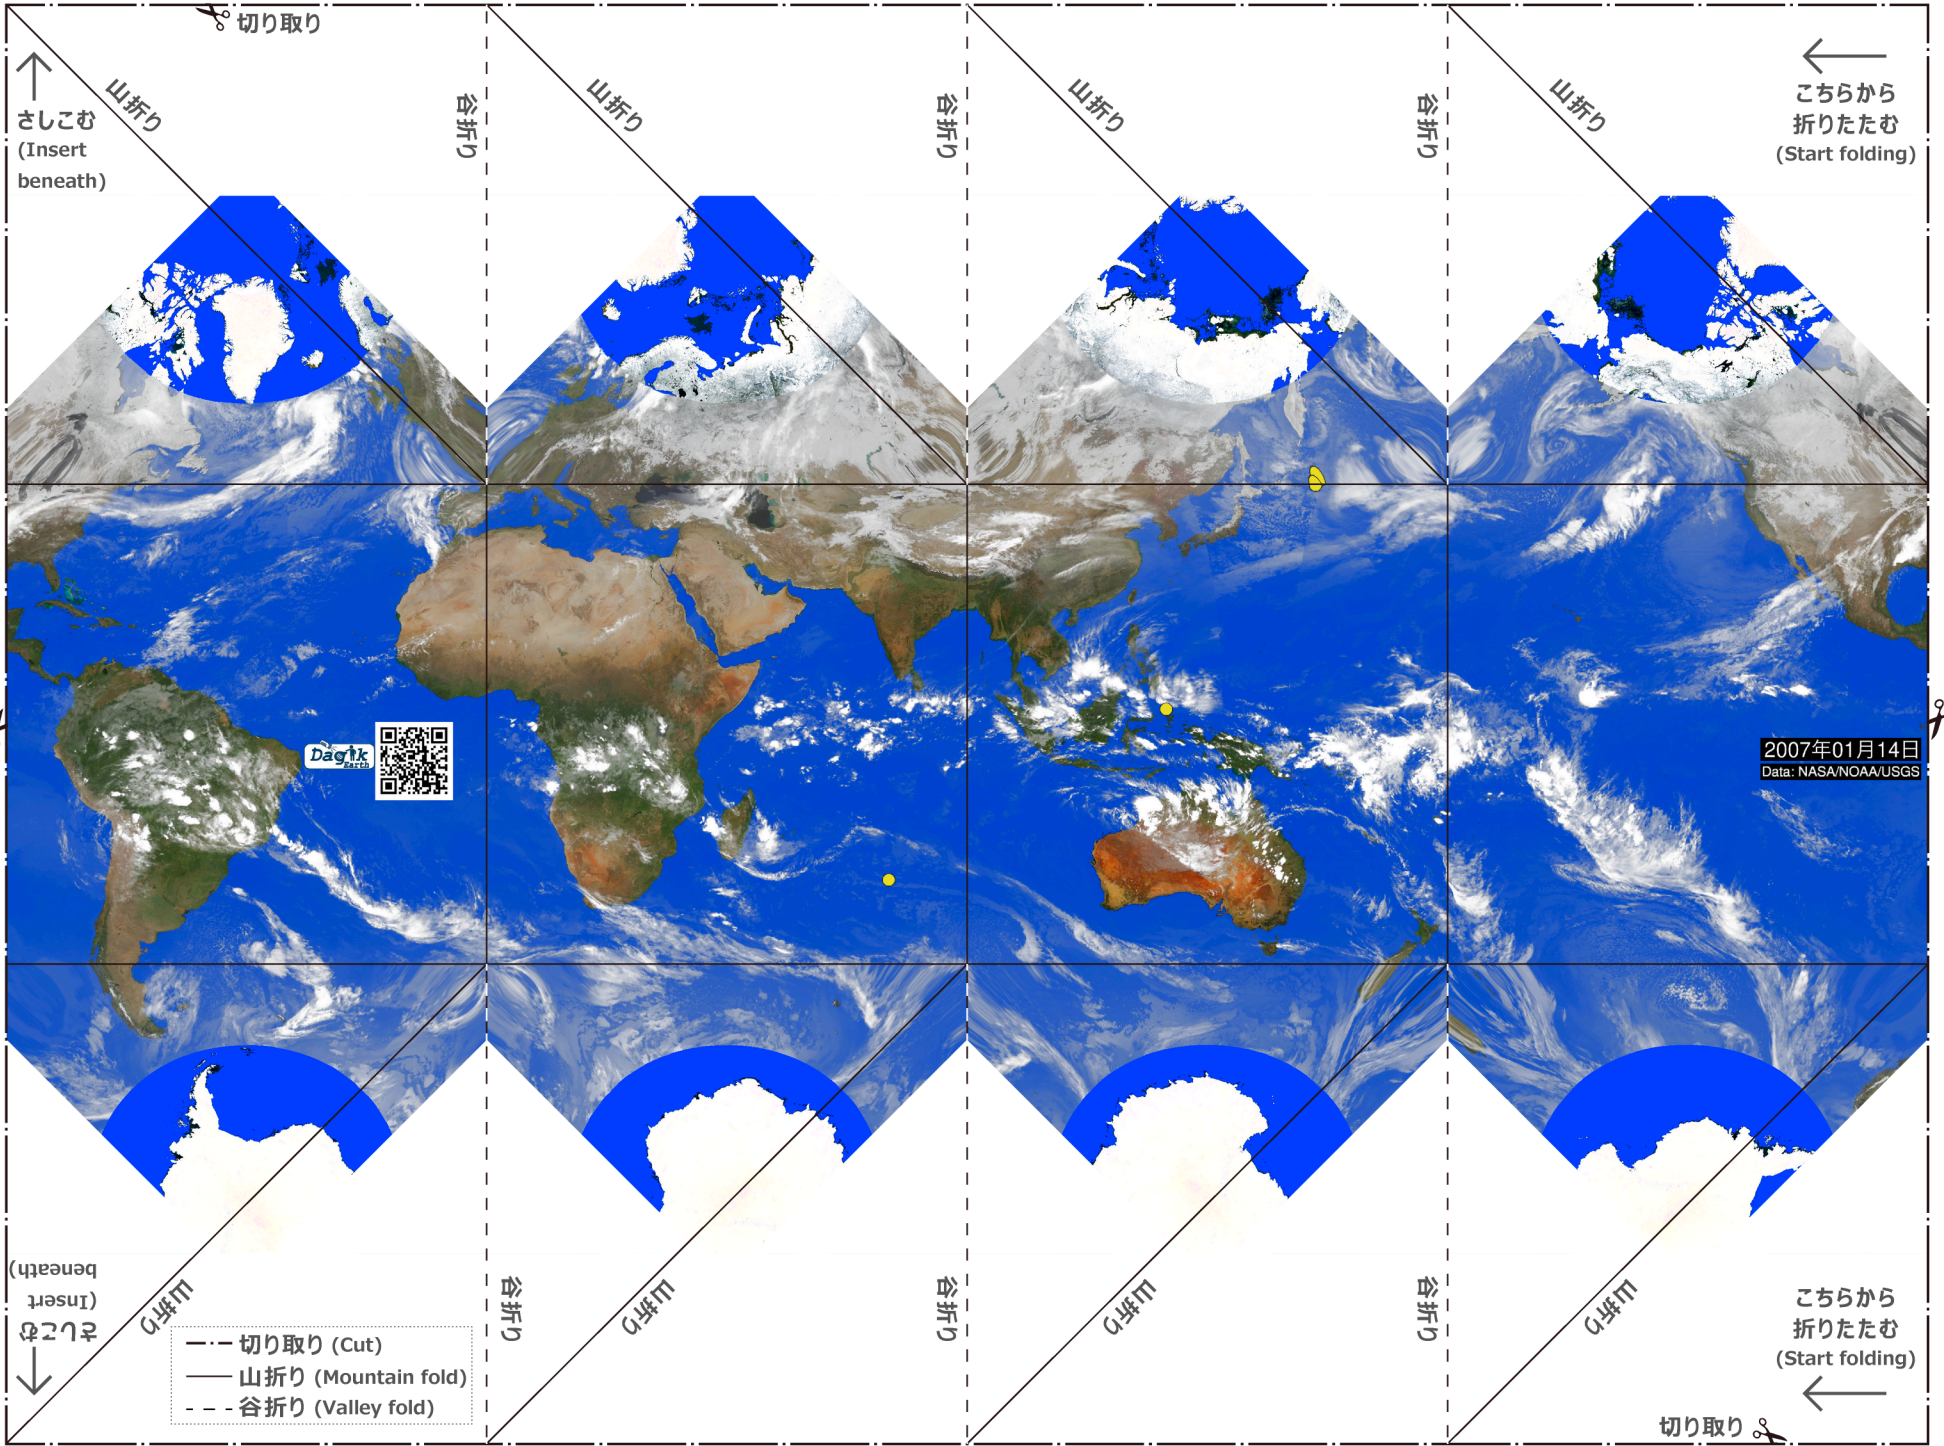 切り取り
さしこむ
(Insert
beneath)
山折り
谷折り
山折り
谷折り
山折り
谷折り
山折り
こちらから
折りたたむ
(Start folding)
Dagik
Earth
2007年01月14日
Data: NASA/NOAA/USGS
さしこむ
(Insert
beneath)
山折り
谷折り
山折り
谷折り
山折り
谷折り
山折り
こちらから
折りたたむ
(Start folding)
切り取り (Cut)
山折り (Mountain fold)
谷折り (Valley fold)
切り取り